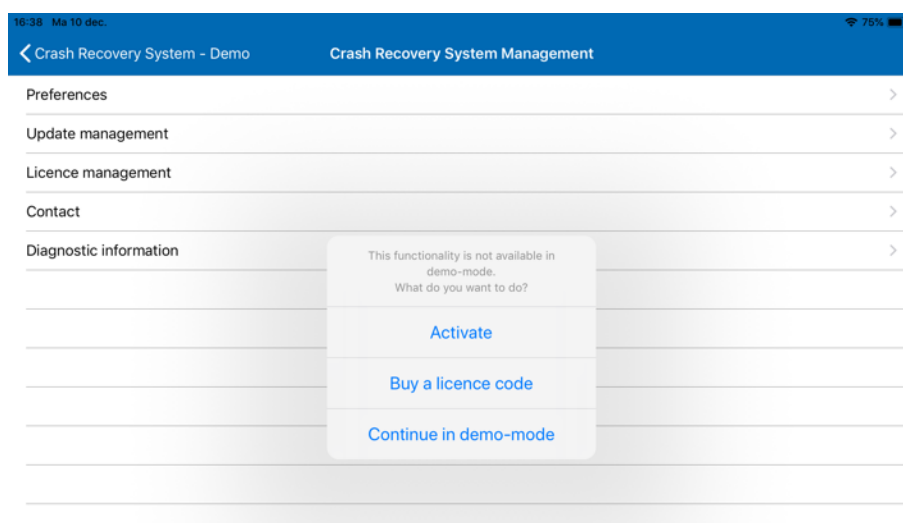 16:38 Ma 10 dec.
75%
Crash Recovery System - Demo
Crash Recovery System Management
Preferences
Update management
Licence management
Contact
Diagnostic information
This functionality is not available in
demo-mode.
What do you want to do?
Activate
Buy a licence code
Continue in demo-mode